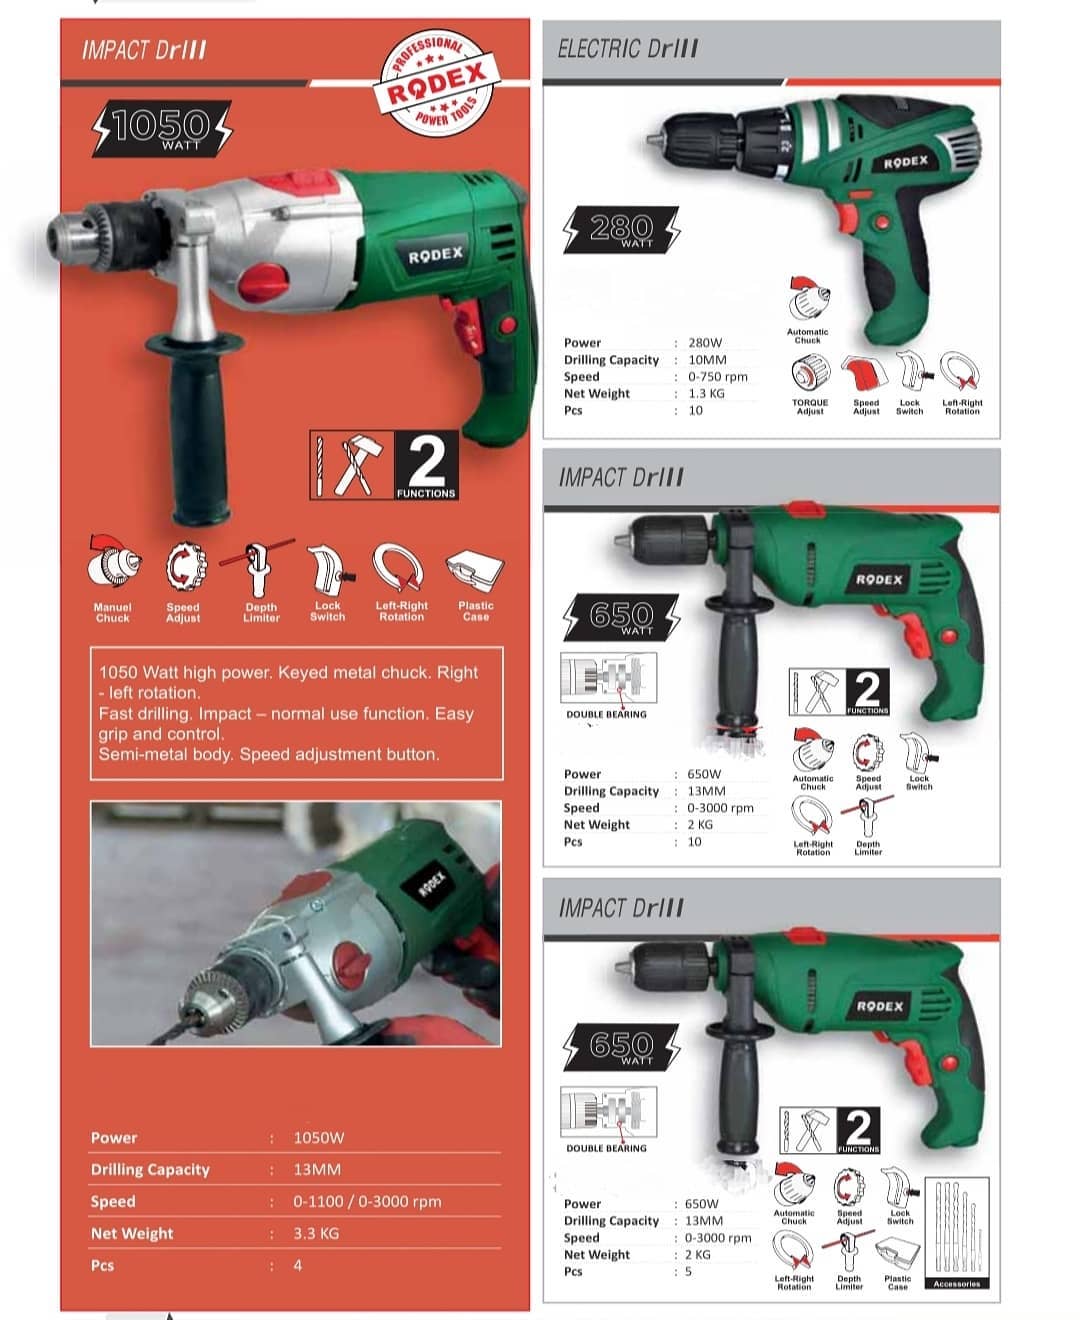 IMPACT DrIII
PROFESSIONAL
RODEX
POWER TOOLS
1050
WATT
RODEX
2
FUNCTIONS
Manuel Chuck
Speed Adjust
Depth Limiter
Lock Switch
Left-Right Rotation
Plastic Case
1050 Watt high power. Keyed metal chuck. Right
- left rotation.
Fast drilling. Impact – normal use function. Easy
grip and control.
Semi-metal body. Speed adjustment button.
RODEX
Power : 1050W
Drilling Capacity : 13MM
Speed : 0-1100 / 0-3000 rpm
Net Weight : 3.3 KG
Pcs : 4
ELECTRIC DrIII
RODEX
280
WATT
Power : 280W
Drilling Capacity : 10MM
Speed : 0-750 rpm
Net Weight : 1.3 KG
Pcs : 10
Automatic Chuck
TORQUE Adjust
Speed Adjust
Lock Switch
Left-Right Rotation
IMPACT DrIII
RODEX
650
WATT
DOUBLE BEARING
2
FUNCTIONS
Power : 650W
Drilling Capacity : 13MM
Speed : 0-3000 rpm
Net Weight : 2 KG
Pcs : 10
Automatic Chuck
Speed Adjust
Lock Switch
Left-Right Rotation
Depth Limiter
IMPACT DrIII
RODEX
650
WATT
DOUBLE BEARING
2
FUNCTIONS
Power : 650W
Drilling Capacity : 13MM
Speed : 0-3000 rpm
Net Weight : 2 KG
Pcs : 5
Automatic Chuck
Speed Adjust
Lock Switch
Left-Right Rotation
Depth Limiter
Plastic Case
Accessories